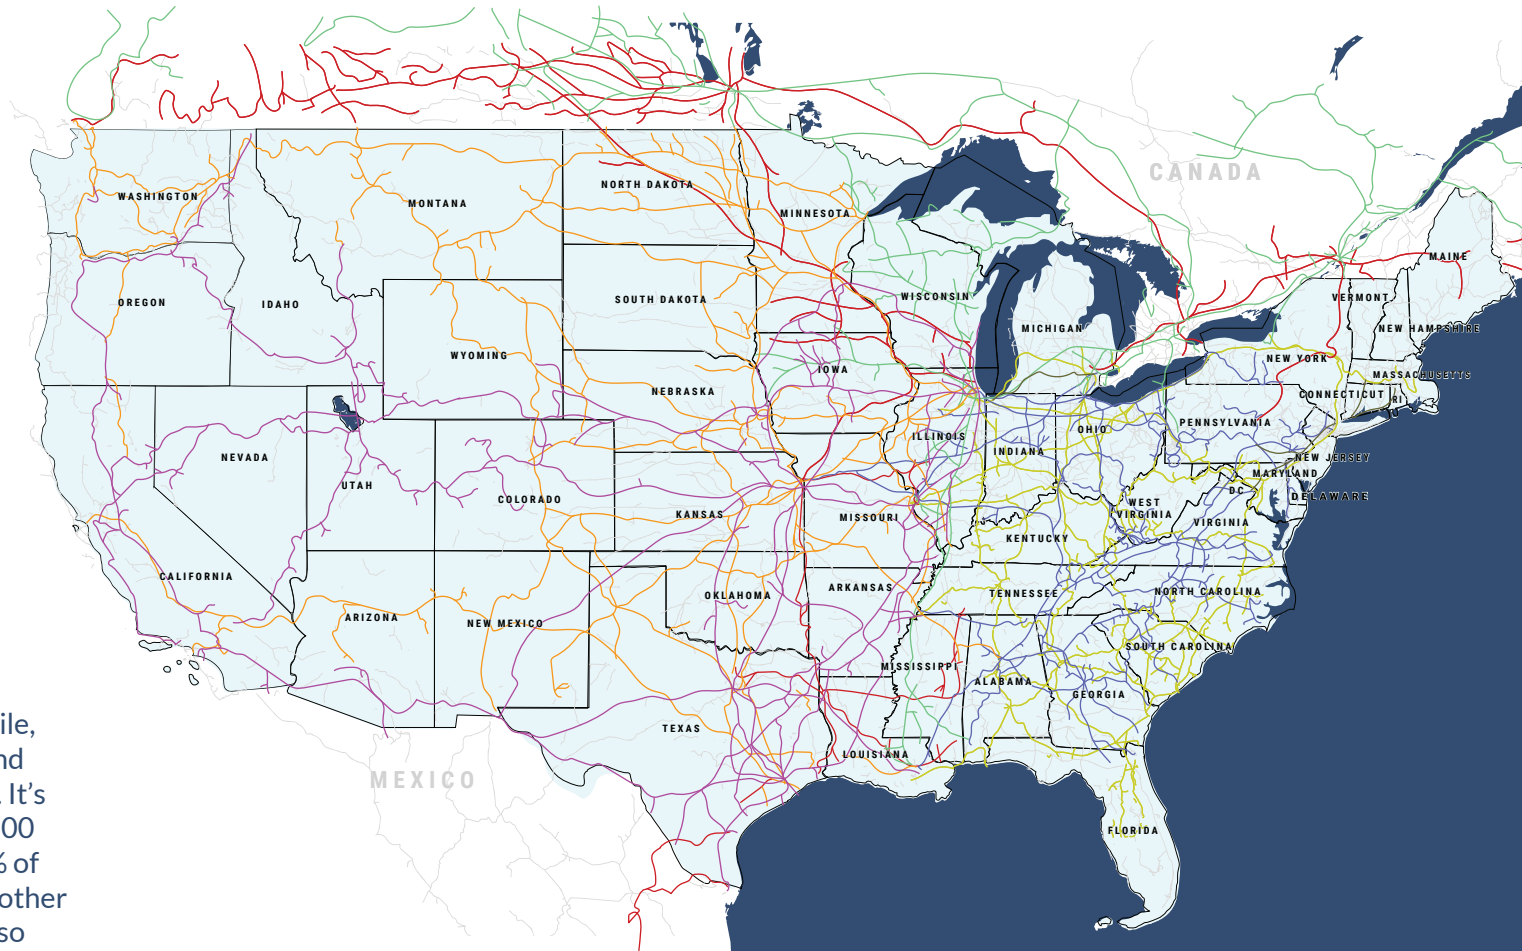 CANADA
WASHINGTON
NORTH DAKOTA
MONTANA
MINNESOTA
MAINE
OREGON
IDAHO
SOUTH DAKOTA
WISCONSIN
VERMONT
MICHIGAN
NEW HAMPSHIRE
WYOMING
NEW YORK
IOWA
MASSACHUSETTS
NEBRASKA
CONNECTICUT
RI
PENNSYLVANIA
OHIO
ILLINOIS
INDIANA
NEVADA
NEW JERSEY
MARYLAND
UTAH
DC
DELAWARE
COLORADO
WEST
VIRGINIA
KANSAS
MISSOURI
VIRGINIA
KENTUCKY
CALIFORNIA
ARKANSAS
OKLAHOMA
TENNESSEE
NORTH CAROLINA
ARIZONA
NEW MEXICO
SOUTH CAROLINA
MISSISSIPPI
ALABAMA
GEORGIA
TEXAS
LOUISIANA
MEXICO
FLORIDA
ile,
nd
. It’s
00
% of
other
so